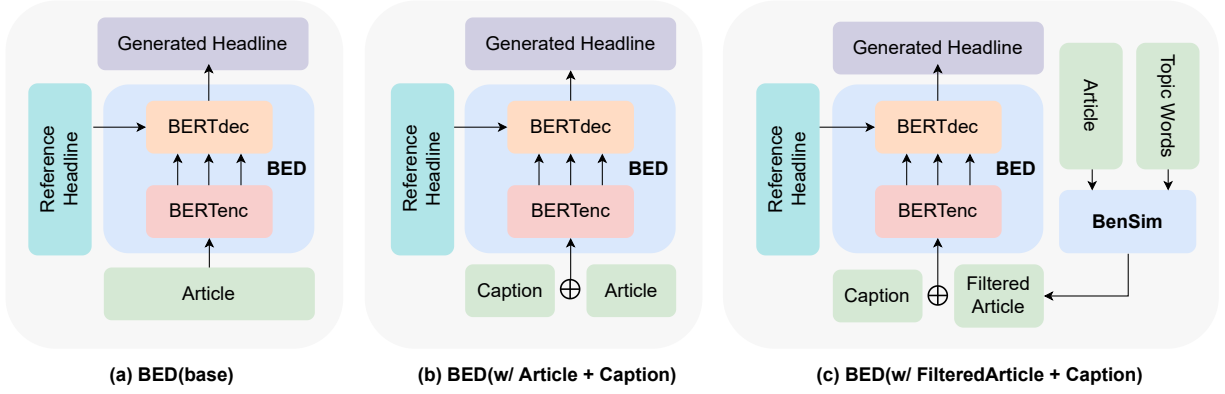 Generated Headline
Reference
Headline
BERTdec
BED
BERTenc
Article
(a) BED(base)
Generated Headline
Reference
Headline
BERTdec
BED
BERTenc
Caption
Article
(b) BED(w/ Article + Caption)
Generated Headline
Reference
Headline
BERTdec
BED
BERTenc
Caption
Filtered
Article
Article
Topic Words
BenSim
(c) BED(w/ FilteredArticle + Caption)